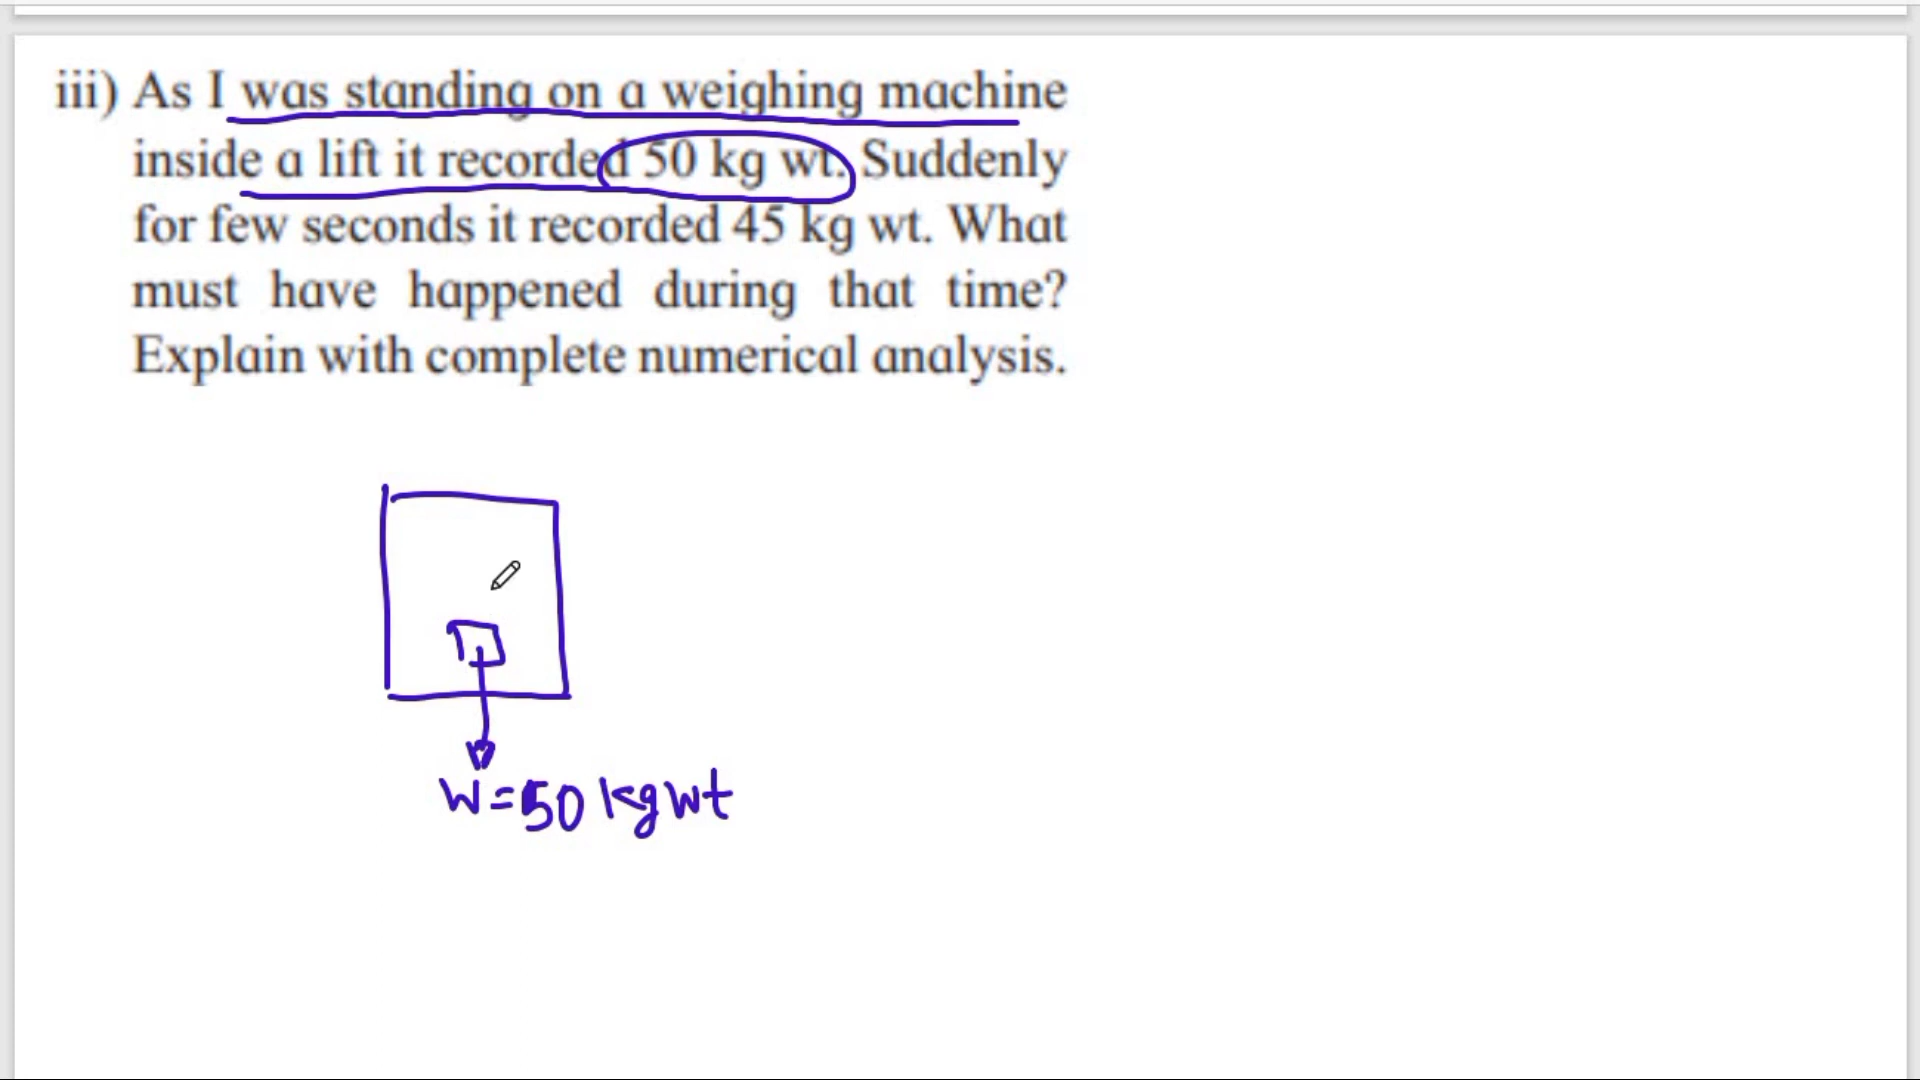 iii) As I was standing on a weighing machine
inside a lift it recorded 50 kg wt. Suddenly
for few seconds it recorded 45 kg wt. What
must have happened during that time?
Explain with complete numerical analysis.
W=50 kgwt